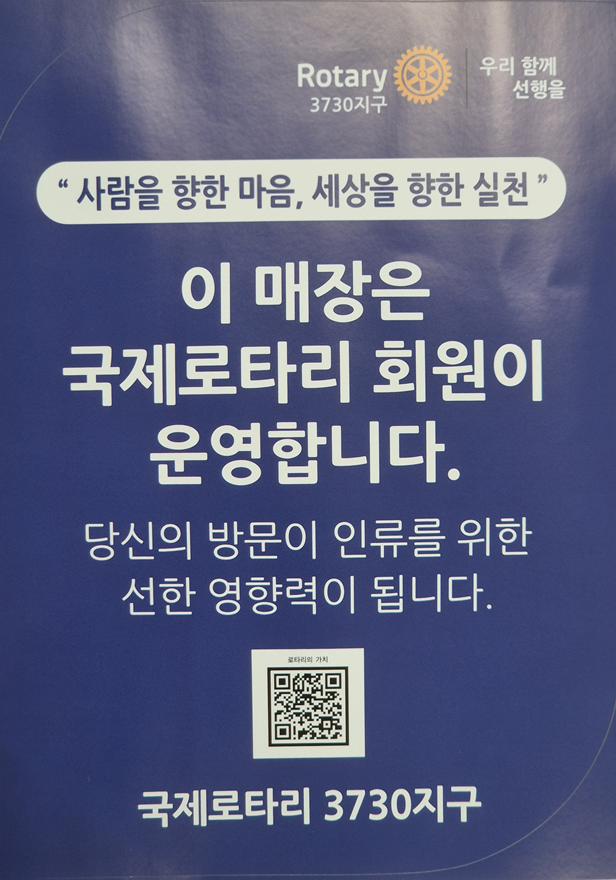 Rotary
3730지구
우리 함께
선행을
“ 사람을 향한 마음, 세상을 향한 실천 ”
이 매장은
국제로타리 회원이
운영합니다.
당신의 방문이 인류를 위한
선한 영향력이 됩니다.
로타리의 가치
국제로타리 3730지구